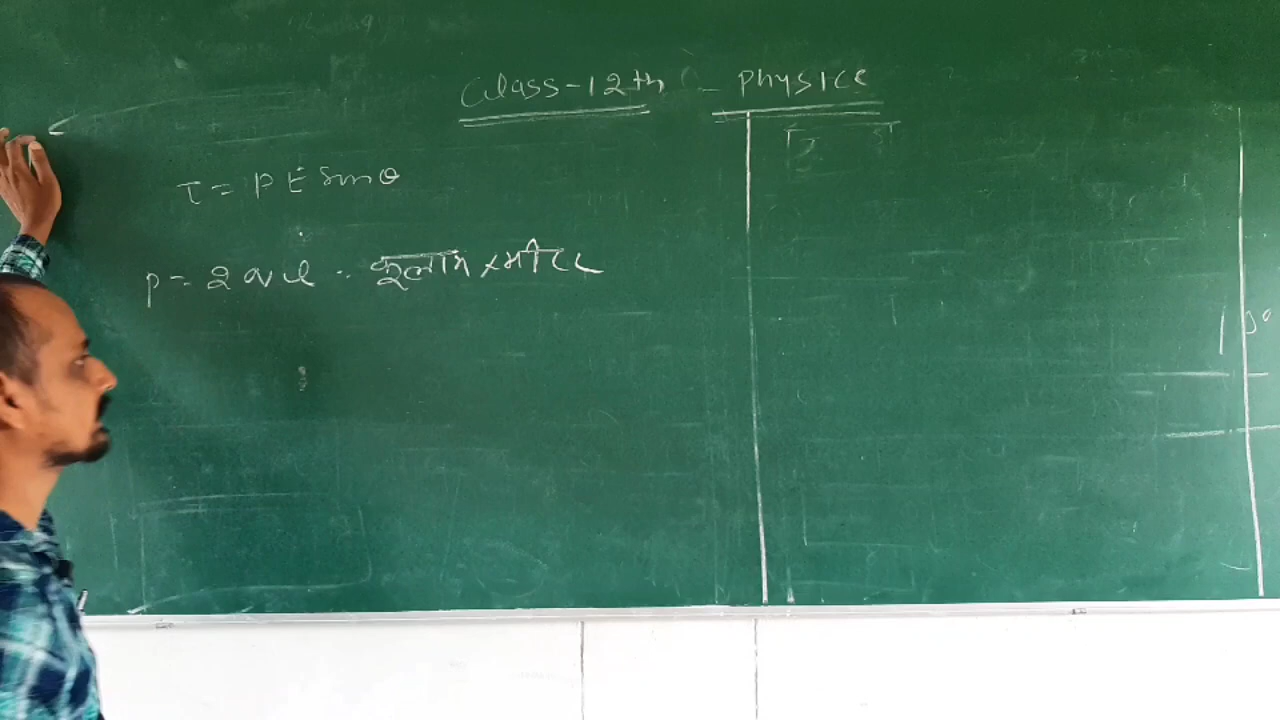 Class-12th - Physics
τ = PE sinθ
p = 2ql .. कूलाम × मीटर